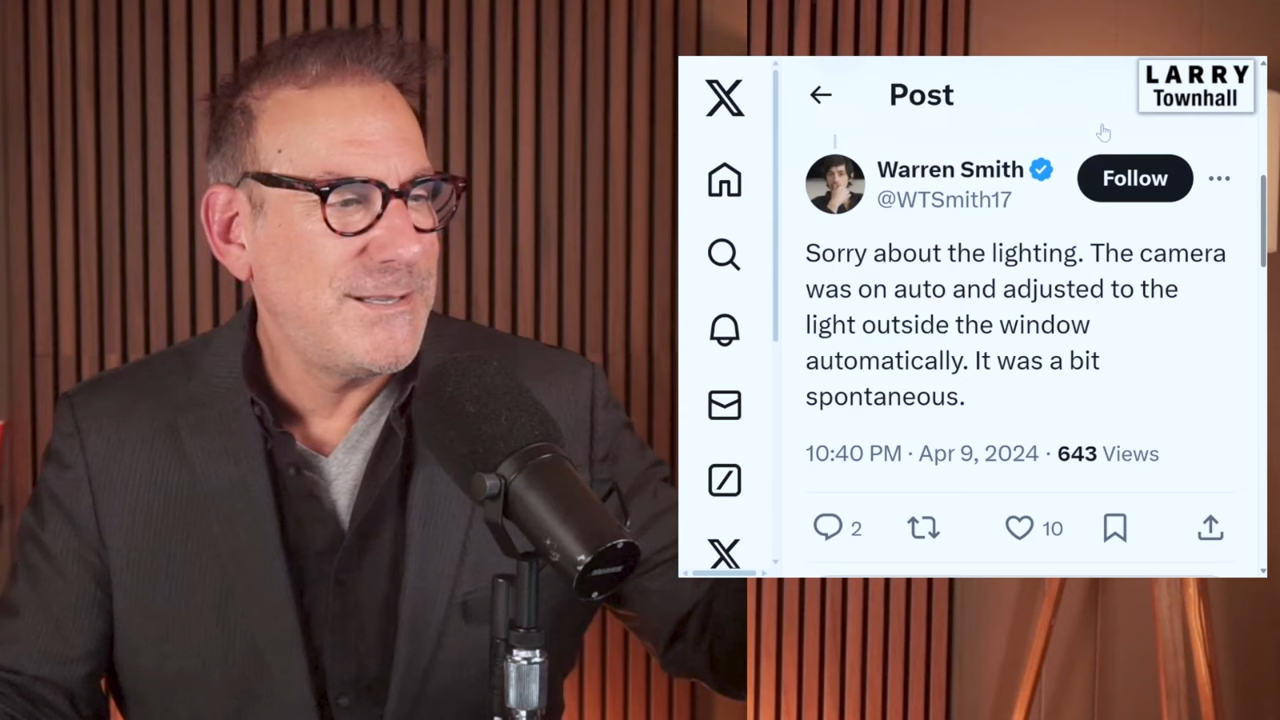 LARRY
Townhall
Post
Warren Smith
Follow
@WTSmith17
Sorry about the lighting. The camera
was on auto and adjusted to the
light outside the window
automatically. It was a bit
spontaneous.
10:40 PM · Apr 9, 2024 · 643 Views
2
10